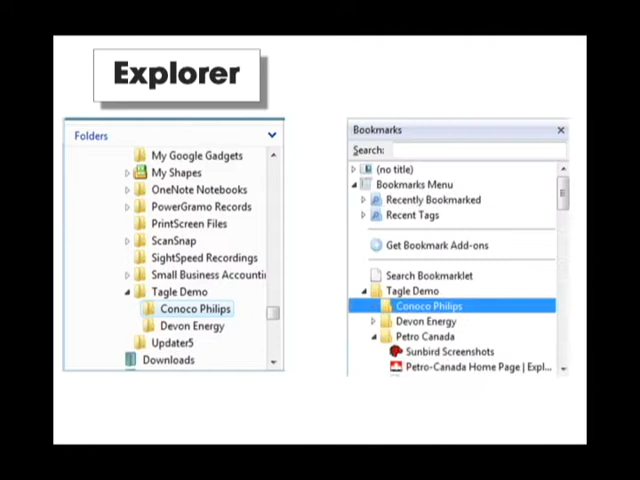 Explorer
Folders
My Google Gadgets
My Shapes
OneNote Notebooks
PowerGramo Records
PrintScreen Files
ScanSnap
SightSpeed Recordings
Small Business Accounti
Tagle Demo
Conoco Philips
Devon Energy
Updater5
Downloads
Bookmarks
Search:
(no title)
Bookmarks Menu
Recently Bookmarked
Recent Tags
Get Bookmark Add-ons
Search Bookmarklet
Tagle Demo
Conoco Philips
Devon Energy
Petro Canada
Sunbird Screenshots
Petro-Canada Home Page | Expl...